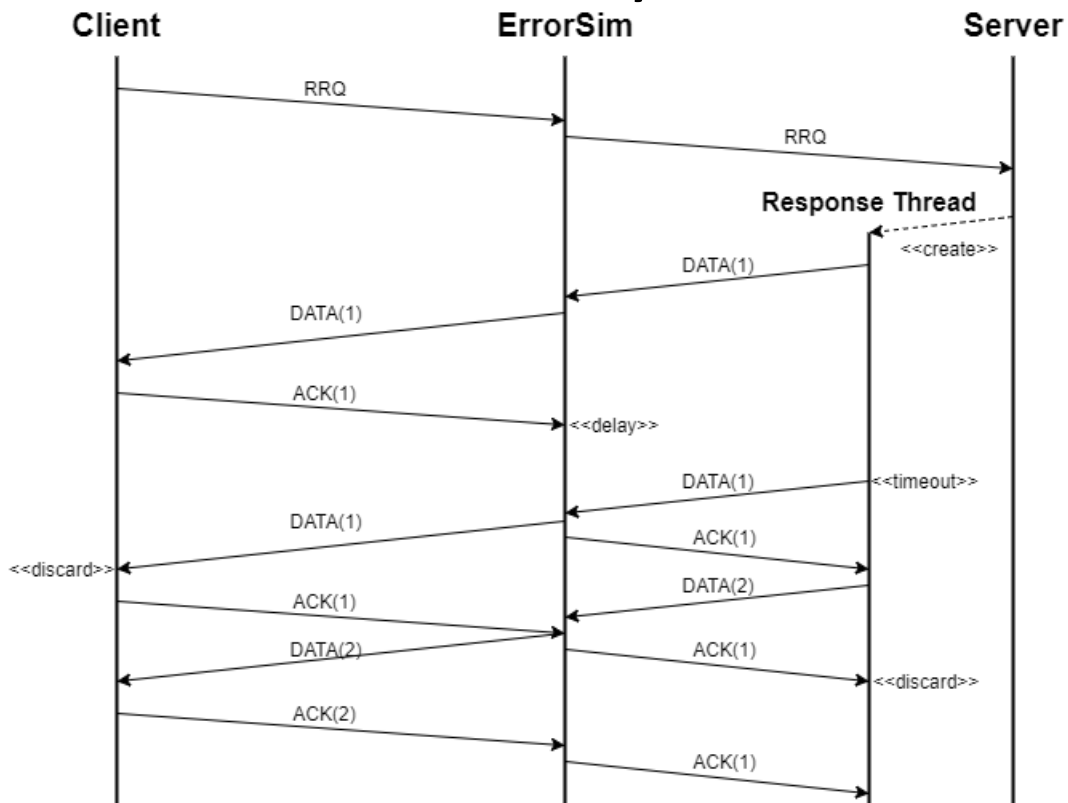 Client
ErrorSim
Server
RRQ
RRQ
Response Thread
<<create>>
DATA(1)
DATA(1)
ACK(1)
<<delay>>
DATA(1)
<<timeout>>
DATA(1)
ACK(1)
<<discard>>
DATA(2)
ACK(1)
DATA(2)
ACK(1)
<<discard>>
ACK(2)
ACK(1)